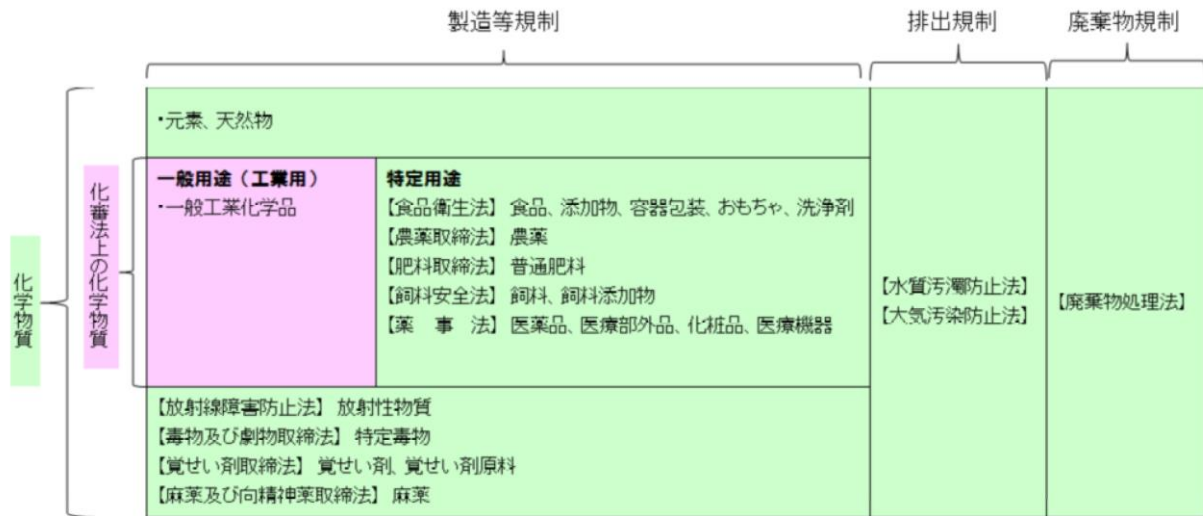 製造等規制
排出規制
廃棄物規制
化学物質
化審法上の化学物質
・元素、天然物
一般用途（工業用）
・一般工業化学品
特定用途
【食品衛生法】 食品、添加物、容器包装、おもちゃ、洗浄剤
【農薬取締法】 農薬
【肥料取締法】 普通肥料
【飼料安全法】 飼料、飼料添加物
【薬　事　法】 医薬品、医療部外品、化粧品、医療機器
【放射線障害防止法】 放射性物質
【毒物及び劇物取締法】 特定毒物
【覚せい剤取締法】 覚せい剤、覚せい剤原料
【麻薬及び向精神薬取締法】 麻薬
【水質汚濁防止法】
【大気汚染防止法】
【廃棄物処理法】